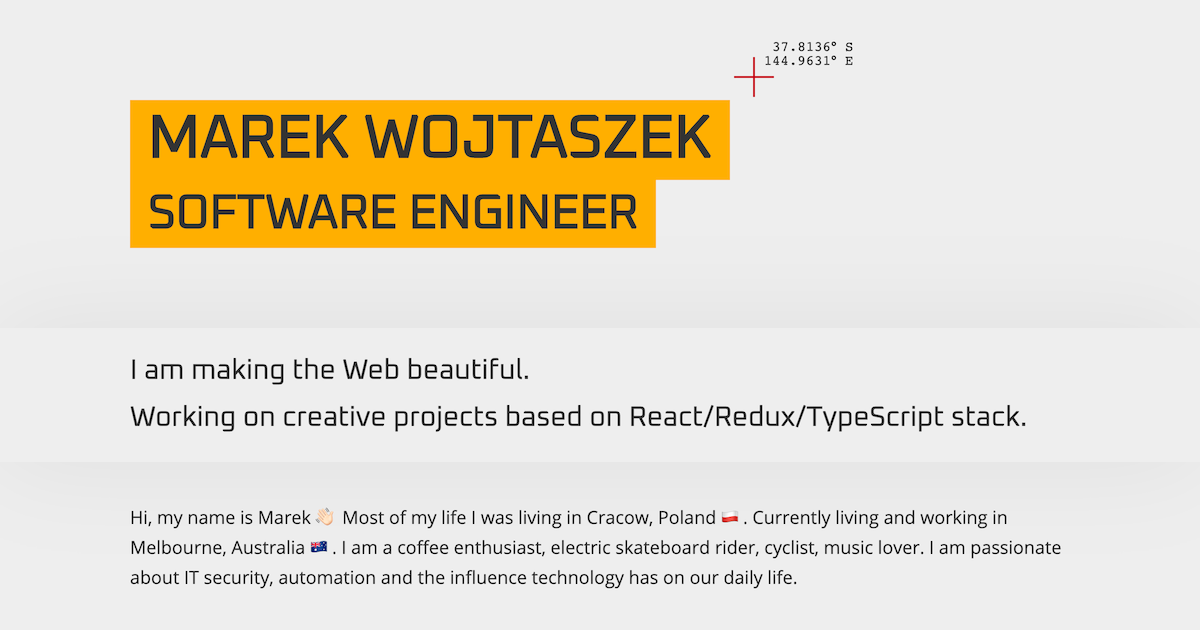 37.8136° S
144.9631° E
MAREK WOJTASZEK
SOFTWARE ENGINEER
I am making the Web beautiful.
Working on creative projects based on React/Redux/TypeScript stack.
Hi, my name is Marek 👋🏻 Most of my life I was living in Cracow, Poland 🇵🇱 . Currently living and working in
Melbourne, Australia 🇦🇺 . I am a coffee enthusiast, electric skateboard rider, cyclist, music lover. I am passionate
about IT security, automation and the influence technology has on our daily life.